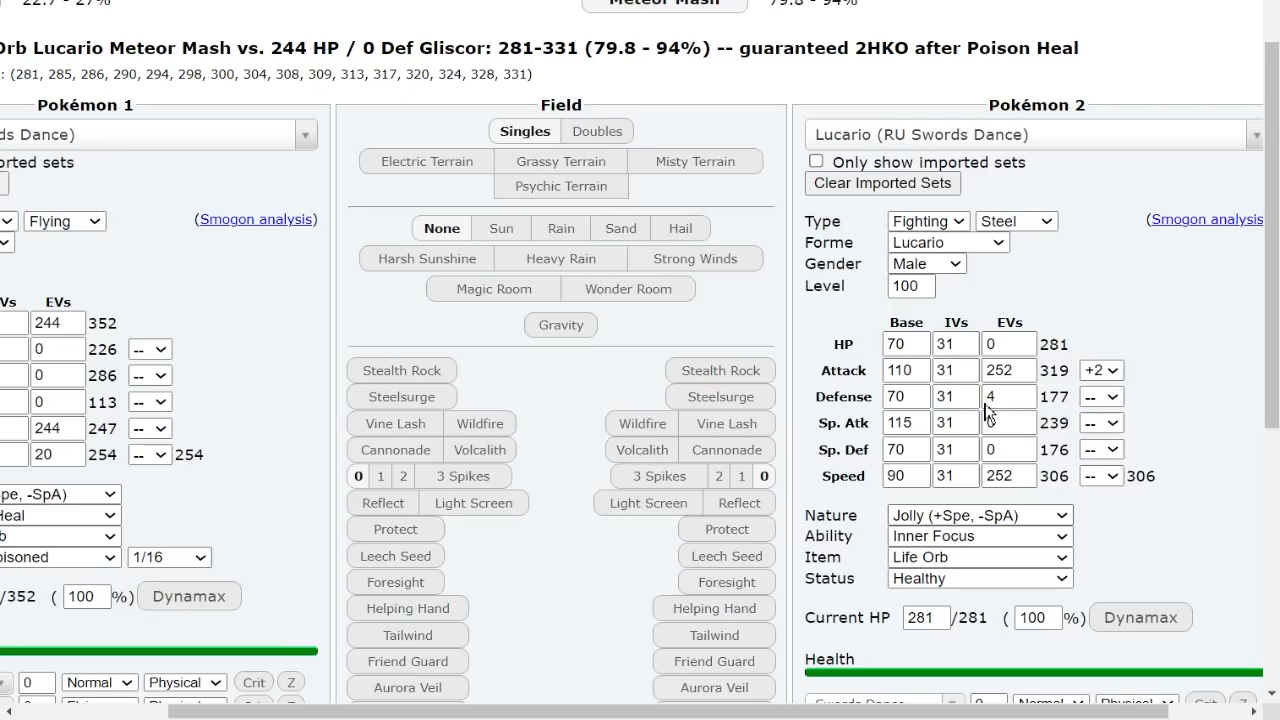 22.7 - 27%
Meteor Mash
79.8 - 94%
Orb Lucario Meteor Mash vs. 244 HP / 0 Def Gliscor: 281-331 (79.8 - 94%) -- guaranteed 2HKO after Poison Heal
: (281, 285, 286, 290, 294, 298, 300, 304, 308, 309, 313, 317, 320, 324, 328, 331)
Pokémon 1
ds Dance)
orted sets
Flying
(Smogon analysis)
Vs EVs
244 352
0 226 --
0 286 --
0 113 --
244 247 --
20 254 -- 254
Spe, -SpA)
Heal
b
oisoned 1/16
/352 ( 100 %) Dynamax
0 Normal Physical Crit Z
Field
Singles Doubles
Electric Terrain Grassy Terrain Misty Terrain
Psychic Terrain
None Sun Rain Sand Hail
Harsh Sunshine Heavy Rain Strong Winds
Magic Room Wonder Room
Gravity
Stealth Rock Stealth Rock
Steelsurge Steelsurge
Vine Lash Wildfire Wildfire Vine Lash
Cannonade Volcalith Volcalith Cannonade
0 1 2 3 Spikes 3 Spikes 2 1 0
Reflect Light Screen Light Screen Reflect
Protect Protect
Leech Seed Leech Seed
Foresight Foresight
Helping Hand Helping Hand
Tailwind Tailwind
Friend Guard Friend Guard
Aurora Veil Aurora Veil
Pokémon 2
Lucario (RU Swords Dance)
Only show imported sets
Clear Imported Sets
Type Fighting Steel (Smogon analysis
Forme Lucario
Gender Male
Level 100
Base IVs EVs
HP 70 31 0 281
Attack 110 31 252 319 +2
Defense 70 31 4 177 --
Sp. Atk 115 31 0 239 --
Sp. Def 70 31 0 176 --
Speed 90 31 252 306 -- 306
Nature Jolly (+Spe, -SpA)
Ability Inner Focus
Item Life Orb
Status Healthy
Current HP 281 /281 ( 100 %) Dynamax
Health
Swords Dance 0 Normal Physical Crit Z